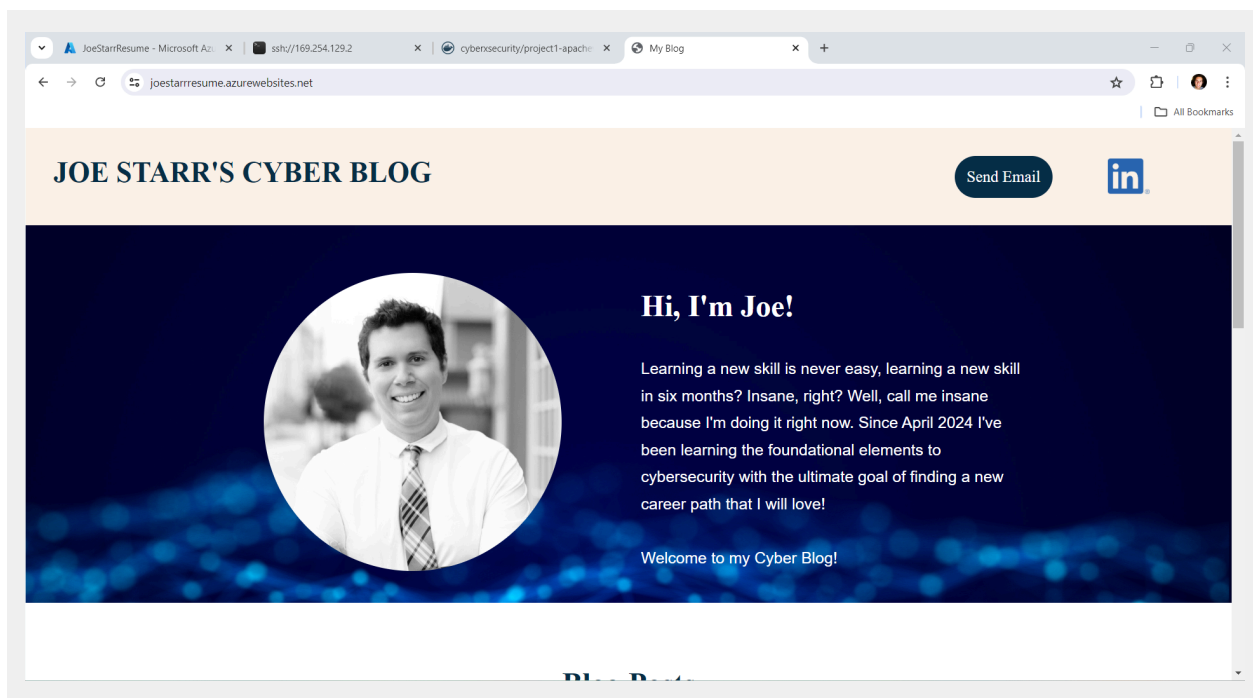 JoeStarrResume - Microsoft Az
ssh://169.254.129.2
cyberxsecurity/project1-apache
My Blog
joestarrresume.azurewebsites.net
All Bookmarks
JOE STARR'S CYBER BLOG
Send Email
in
Hi, I'm Joe!
Learning a new skill is never easy, learning a new skill
in six months? Insane, right? Well, call me insane
because I'm doing it right now. Since April 2024 I've
been learning the foundational elements to
cybersecurity with the ultimate goal of finding a new
career path that I will love!
Welcome to my Cyber Blog!
Blog Posts